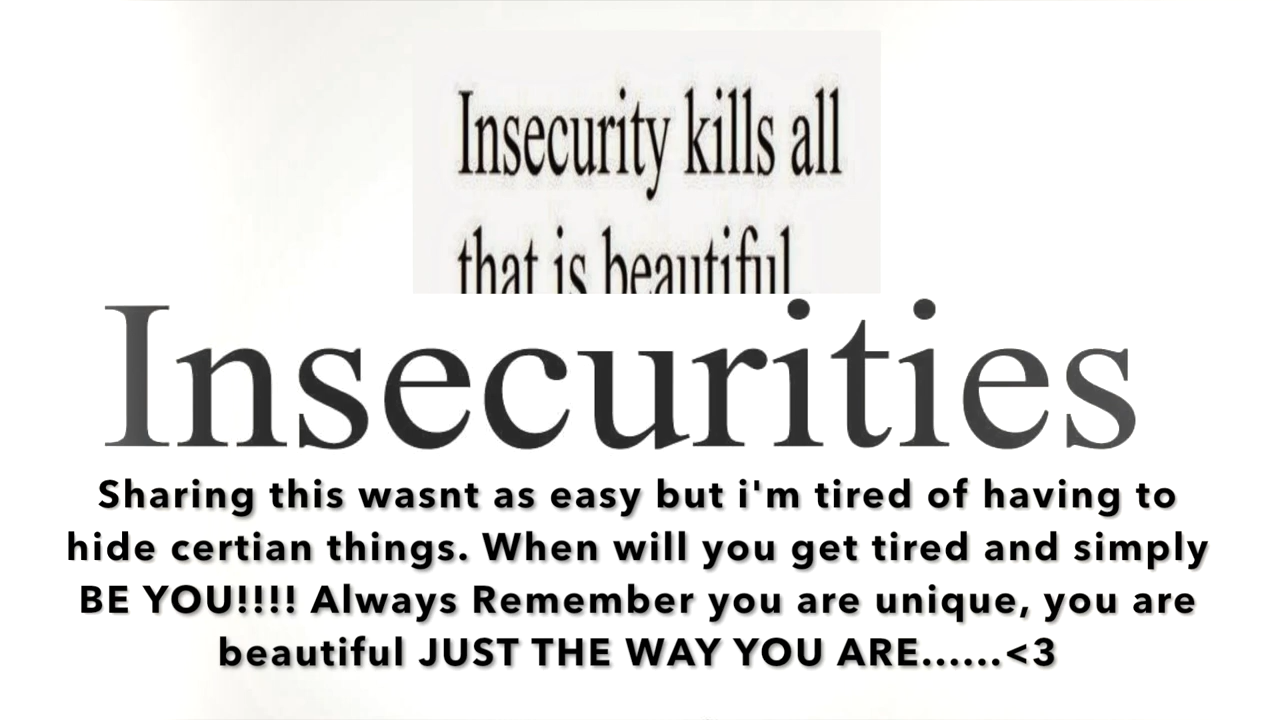 Insecurity kills all
that is beautiful
Insecurities
Sharing this wasnt as easy but i'm tired of having to
hide certian things. When will you get tired and simply
BE YOU!!!! Always Remember you are unique, you are
beautiful JUST THE WAY YOU ARE......<3